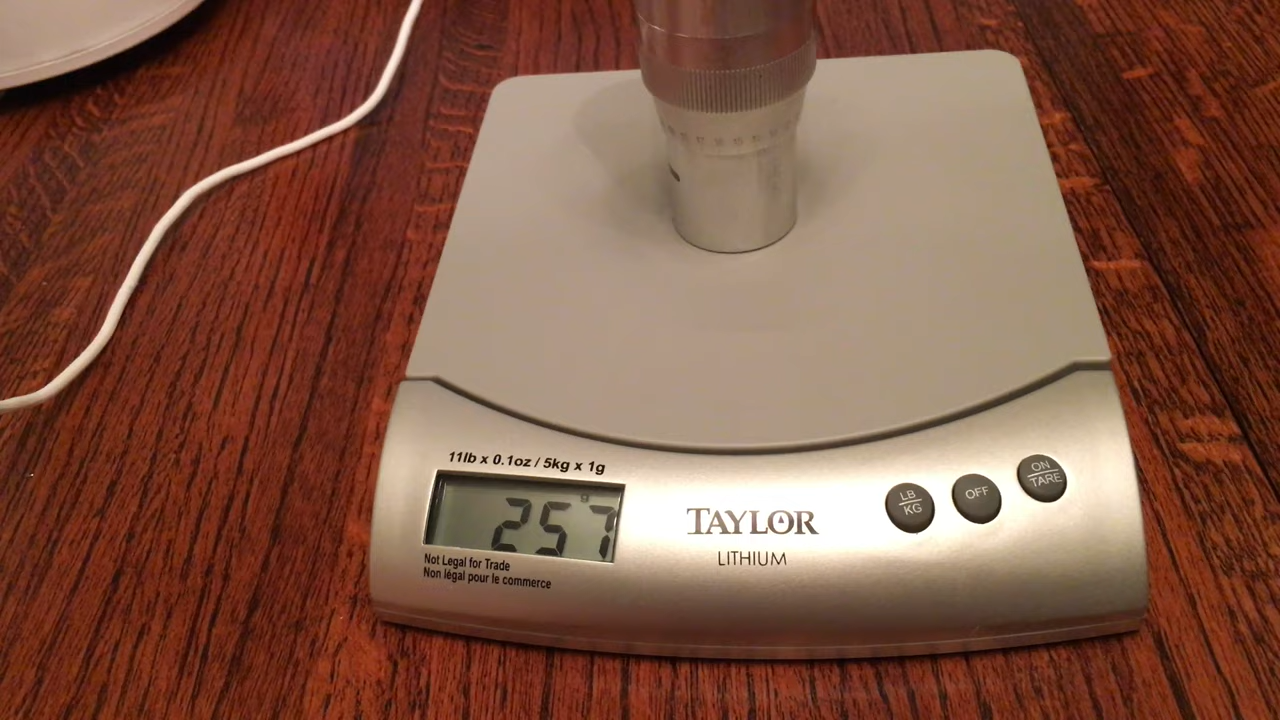 11lb x 0.1oz / 5kg x 1g
g
257
Not Legal for Trade
Non légal pour le commerce
TAYLOR
LITHIUM
LB
KG
OFF
ON
TARE